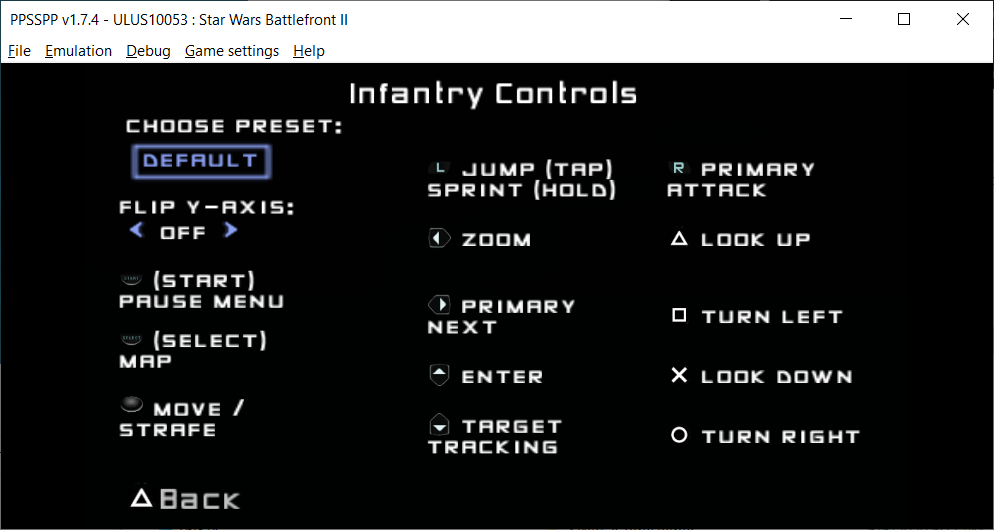 PPSSPP v1.7.4 - ULUS10053 : Star Wars Battlefront II
File Emulation Debug Game settings Help
Infantry Controls
CHOOSE PRESET:
DEFAULT
FLIP Y-AXIS:
OFF
START (START)
PAUSE MENU
SELECT (SELECT)
MAP
MOVE /
STRAFE
L JUMP (TAP)
SPRINT (HOLD)
ZOOM
PRIMARY
NEXT
ENTER
TARGET
TRACKING
R PRIMARY
ATTACK
LOOK UP
TURN LEFT
LOOK DOWN
TURN RIGHT
Back